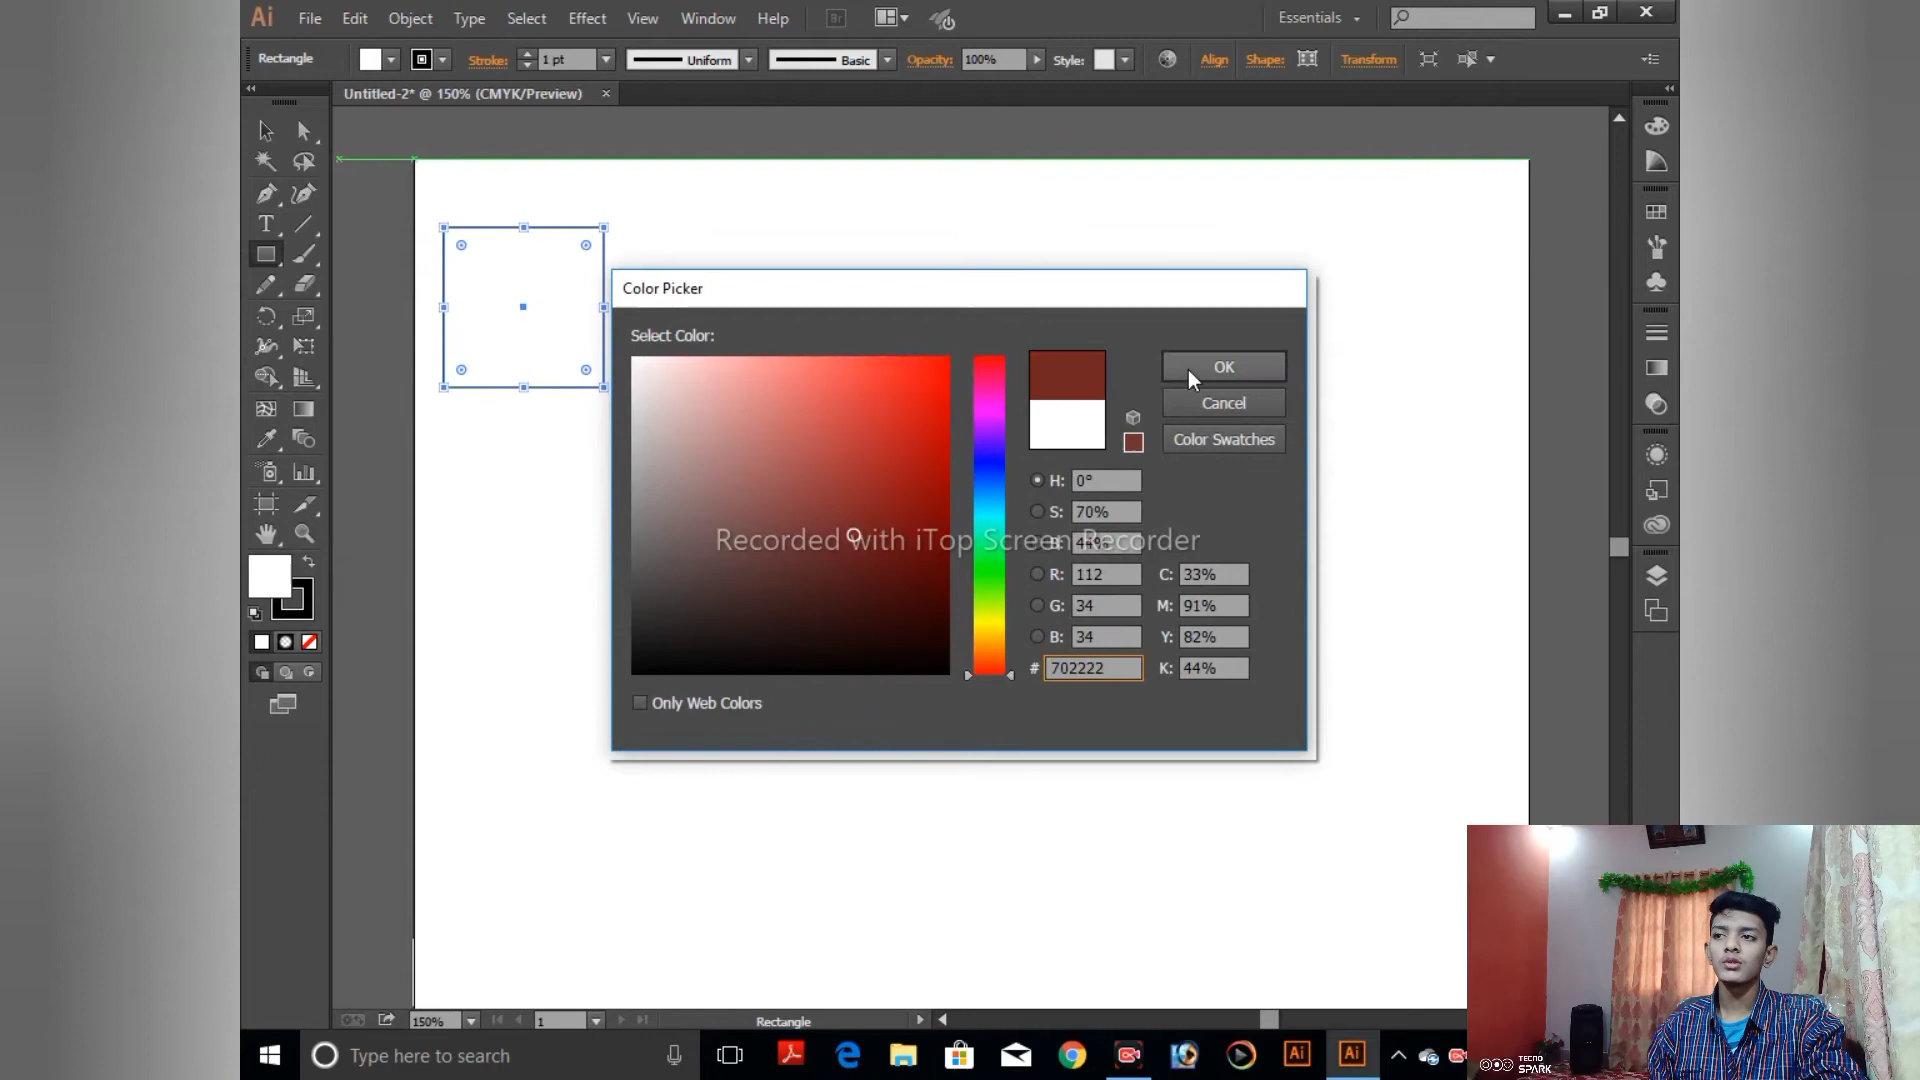 Ai File Edit Object Type Select Effect View Window Help Br Essentials
Rectangle Stroke: 1 pt Uniform Basic Opacity: 100% Style: Align Shape: Transform
Untitled-2* @ 150% (CMYK/Preview)
Color Picker
Select Color:
OK
Cancel
Color Swatches
H: 0°
S: 70%
B: 44%
Recorded with iTop Screen Recorder
R: 112 C: 33%
G: 34 M: 91%
B: 34 Y: 82%
# 702222 K: 44%
Only Web Colors
150% 1 Rectangle
Type here to search
Ai Ai
TECNO
SPARK